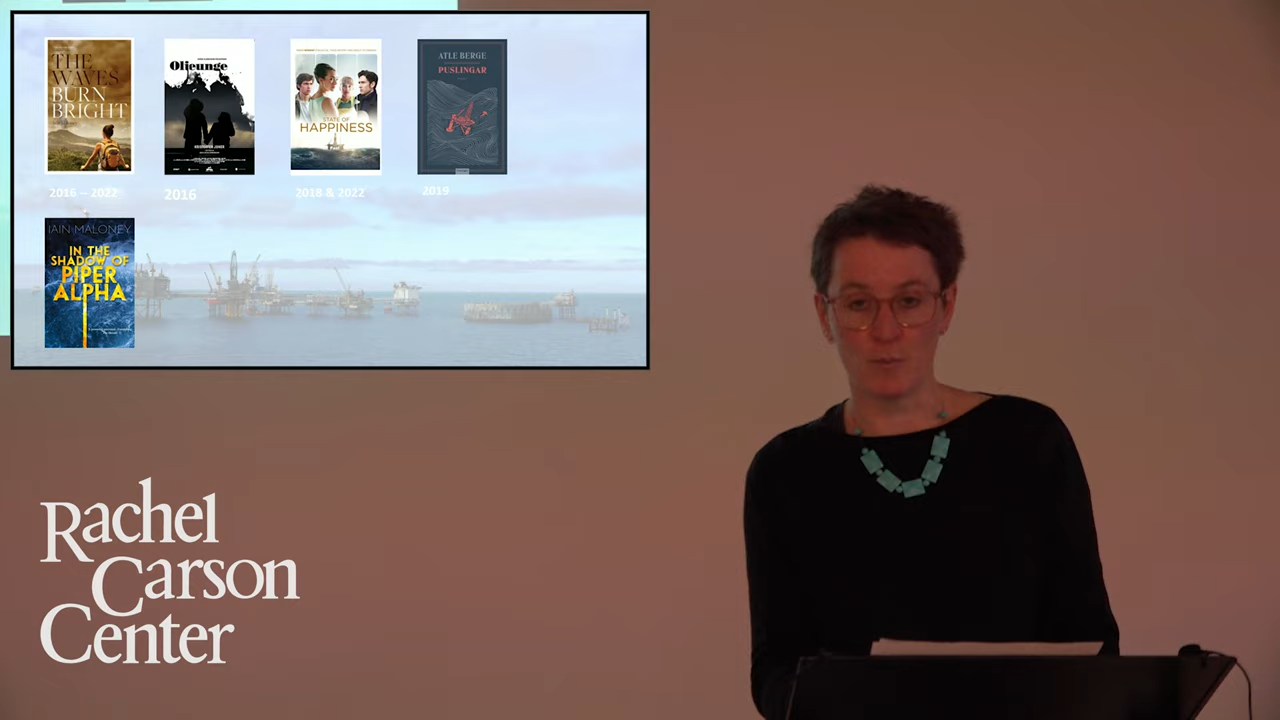 THE
WAVES
BURN
BRIGHT
Olieunge
STATE OF
HAPPINESS
ATLE BERGE
PUSLINGAR
2016 – 2022
2016
2018 & 2022
2019
IAIN MALONEY
IN THE
SHADOW OF
PIPER
ALPHA
Rachel
Carson
Center